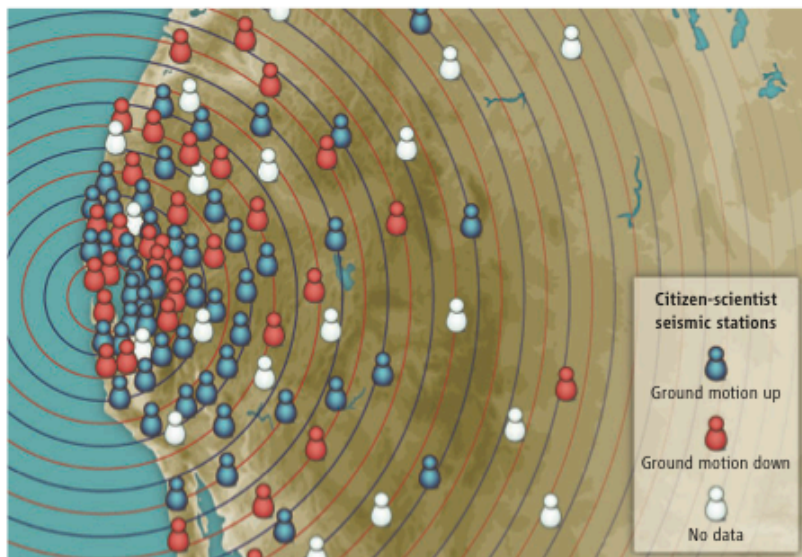 Citizen-scientist
seismic stations
Ground motion up
Ground motion down
No data